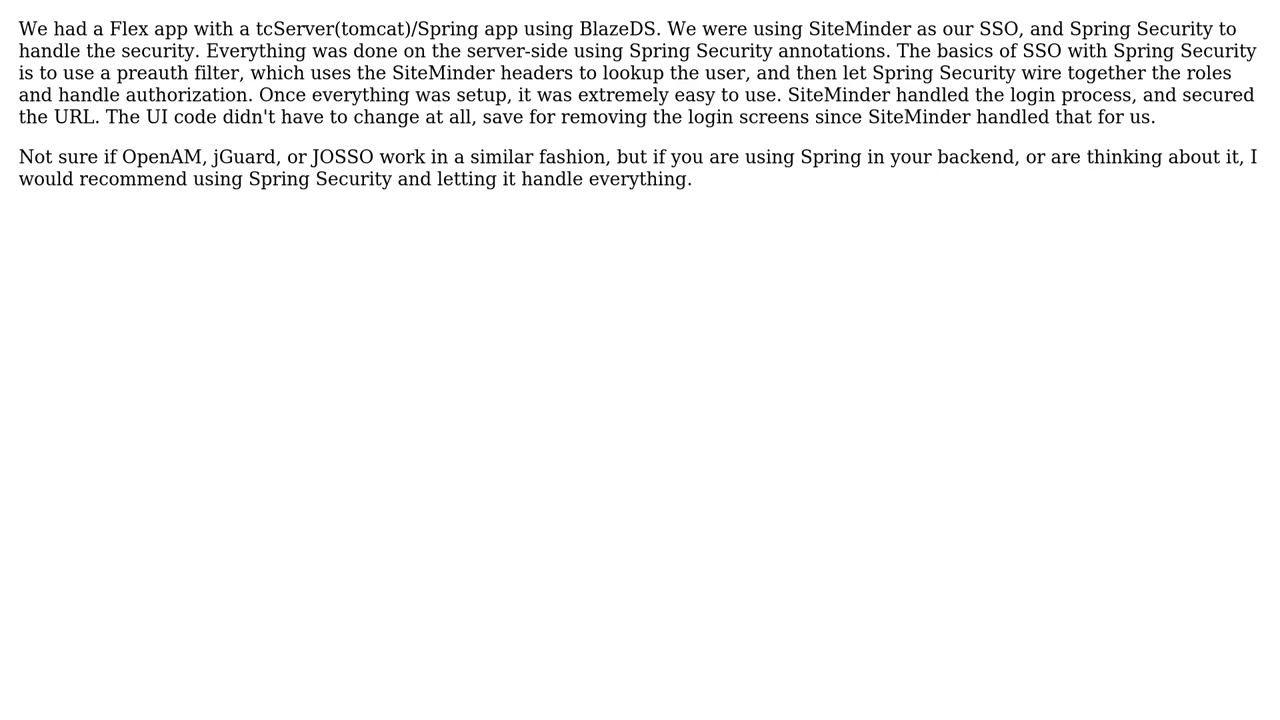 We had a Flex app with a tcServer(tomcat)/Spring app using BlazeDS. We were using SiteMinder as our SSO, and Spring Security to
handle the security. Everything was done on the server-side using Spring Security annotations. The basics of SSO with Spring Security
is to use a preauth filter, which uses the SiteMinder headers to lookup the user, and then let Spring Security wire together the roles
and handle authorization. Once everything was setup, it was extremely easy to use. SiteMinder handled the login process, and secured
the URL. The UI code didn't have to change at all, save for removing the login screens since SiteMinder handled that for us.
Not sure if OpenAM, jGuard, or JOSSO work in a similar fashion, but if you are using Spring in your backend, or are thinking about it, I
would recommend using Spring Security and letting it handle everything.